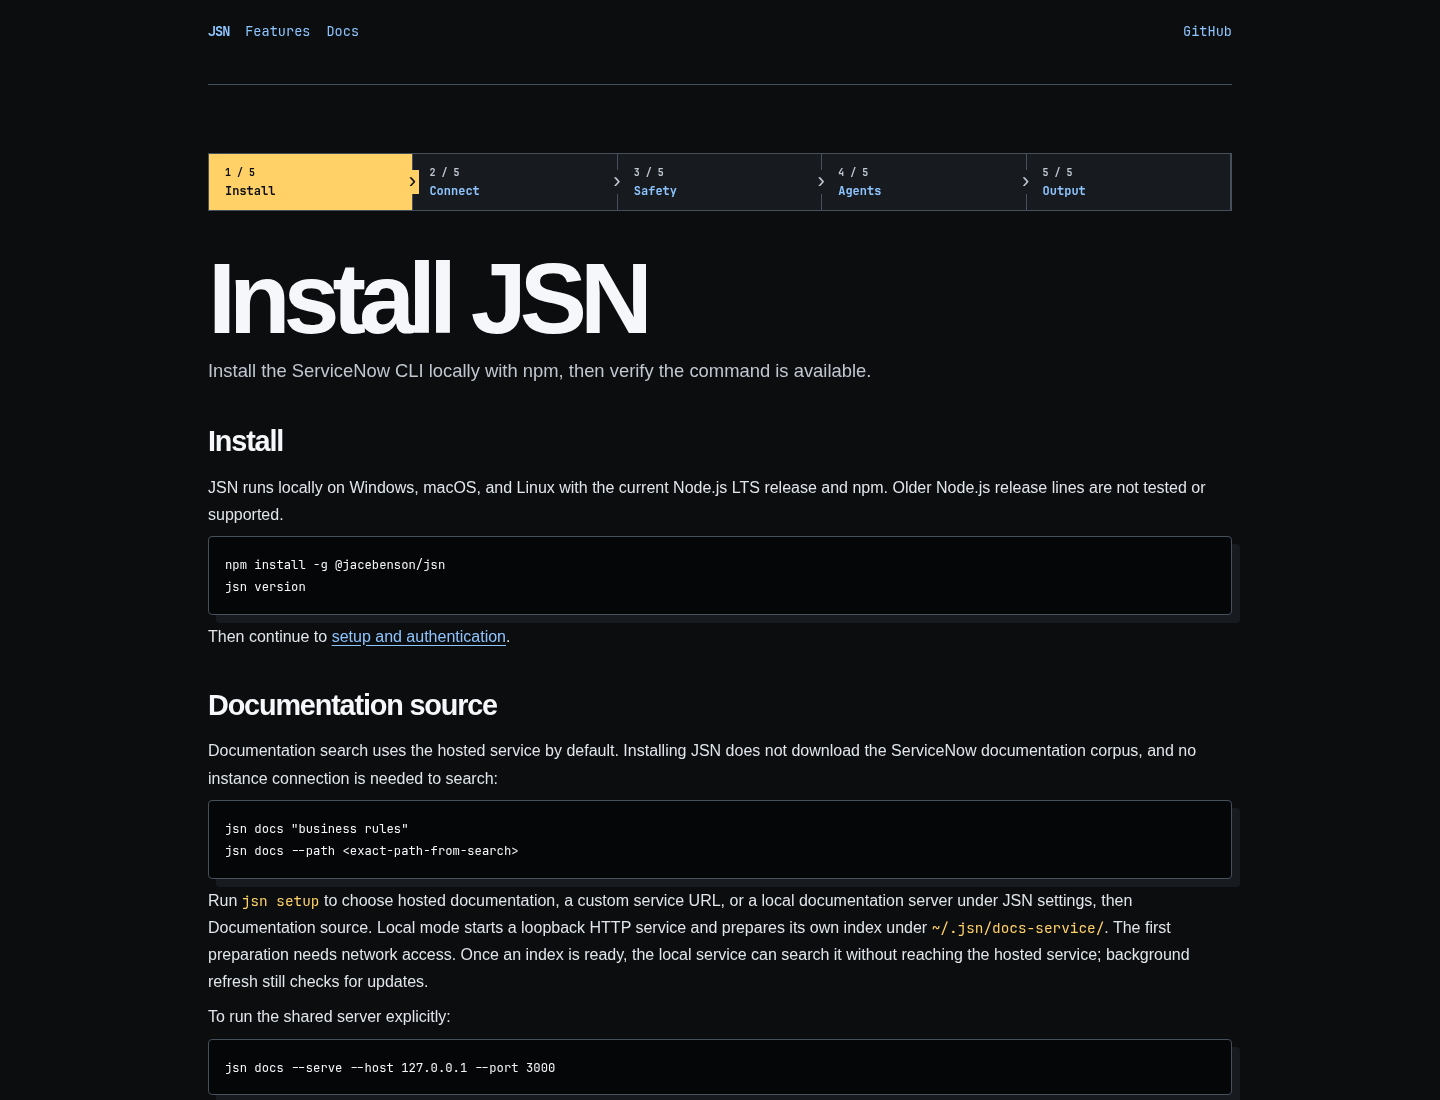 JSN Features Docs GitHub
1 / 5
Install
›
2 / 5
Connect
›
3 / 5
Safety
›
4 / 5
Agents
›
5 / 5
Output
Install JSN
Install the ServiceNow CLI locally with npm, then verify the command is available.
Install
JSN runs locally on Windows, macOS, and Linux with the current Node.js LTS release and npm. Older Node.js release lines are not tested or
supported.
npm install -g @jacebenson/jsn
jsn version
Then continue to setup and authentication.
Documentation source
Documentation search uses the hosted service by default. Installing JSN does not download the ServiceNow documentation corpus, and no
instance connection is needed to search:
jsn docs "business rules"
jsn docs --path <exact-path-from-search>
Run jsn setup to choose hosted documentation, a custom service URL, or a local documentation server under JSN settings, then
Documentation source. Local mode starts a loopback HTTP service and prepares its own index under ~/.jsn/docs-service/. The first
preparation needs network access. Once an index is ready, the local service can search it without reaching the hosted service; background
refresh still checks for updates.
To run the shared server explicitly:
jsn docs --serve --host 127.0.0.1 --port 3000